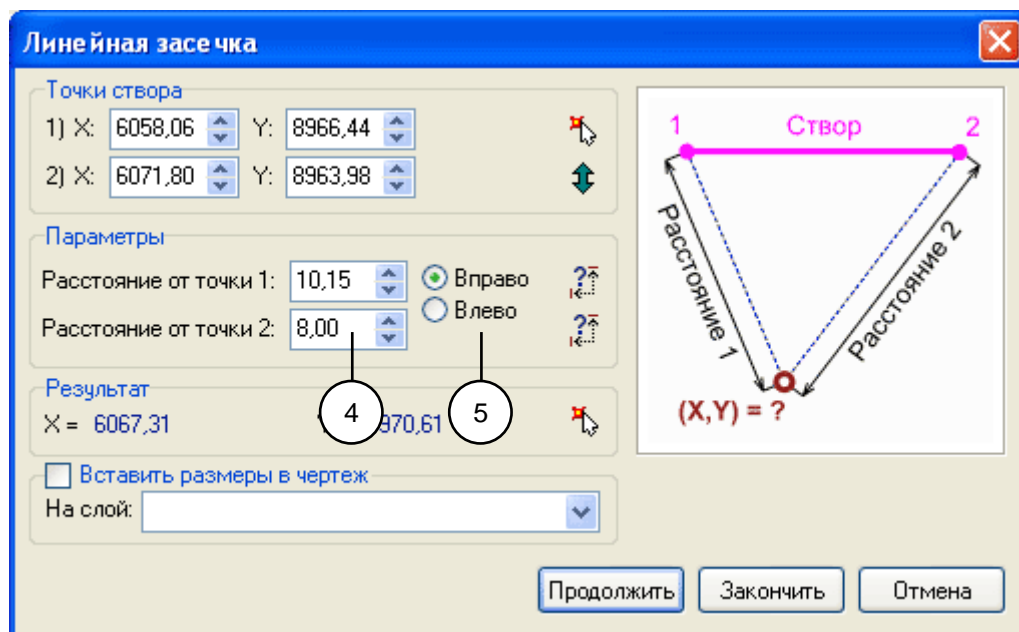 Линейная засечка
Точки створа
1) X: 6058,06 Y: 8966,44
2) X: 6071,80 Y: 8963,98
Параметры
Расстояние от точки 1: 10,15 Вправо
Влево
Расстояние от точки 2: 8,00
4 5
Результат
X = 6067,31 970,61
Вставить размеры в чертеж
На слой:
Продолжить Закончить Отмена
1 Створ 2
Расстояние 1
Расстояние 2
(X,Y) = ?